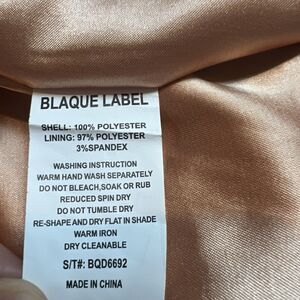 BLAQUE LABEL
SHELL: 100% POLYESTER
LINING: 97% POLYESTER
3%SPANDEX
WASHING INSTRUCTION
WARM HAND WASH SEPARATELY
DO NOT BLEACH,SOAK OR RUB
REDUCED SPIN DRY
DO NOT TUMBLE DRY
RE-SHAPE AND DRY FLAT IN SHADE
WARM IRON
DRY CLEANABLE
S/T#: BQD6692
MADE IN CHINA